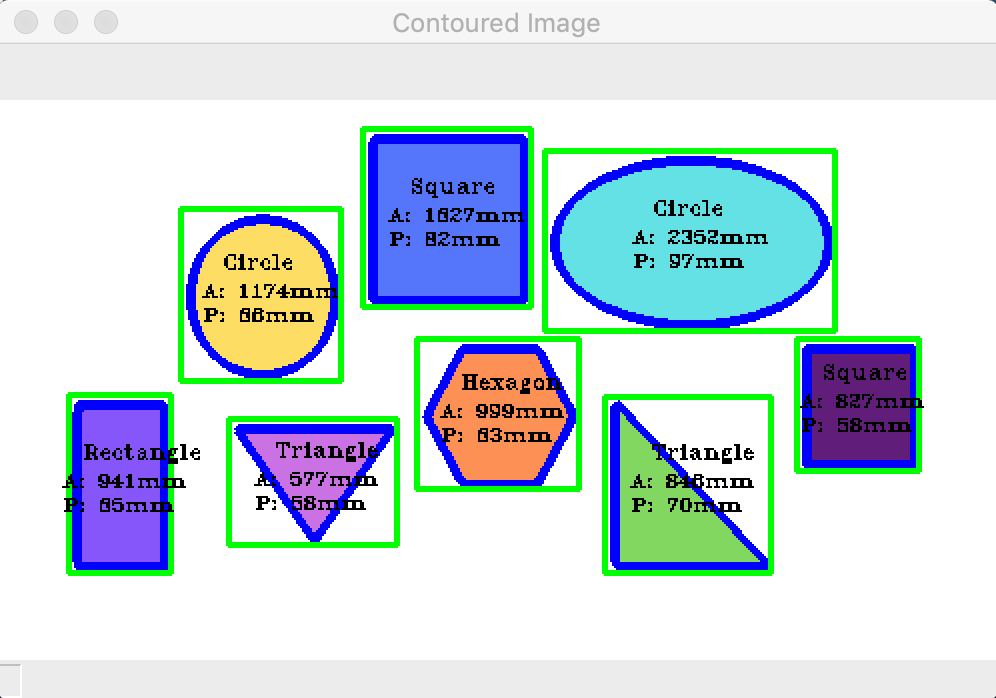 Contoured Image
Square
A: 1627mm
P: 82mm
Circle
A: 2352mm
P: 97mm
Circle
A: 1174mm
P: 66mm
Square
A: 827mm
P: 58mm
Hexagon
A: 999mm
P: 63mm
Rectangle
A: 941mm
P: 65mm
Triangle
A: 577mm
P: 58mm
Triangle
A:
P: 70mm